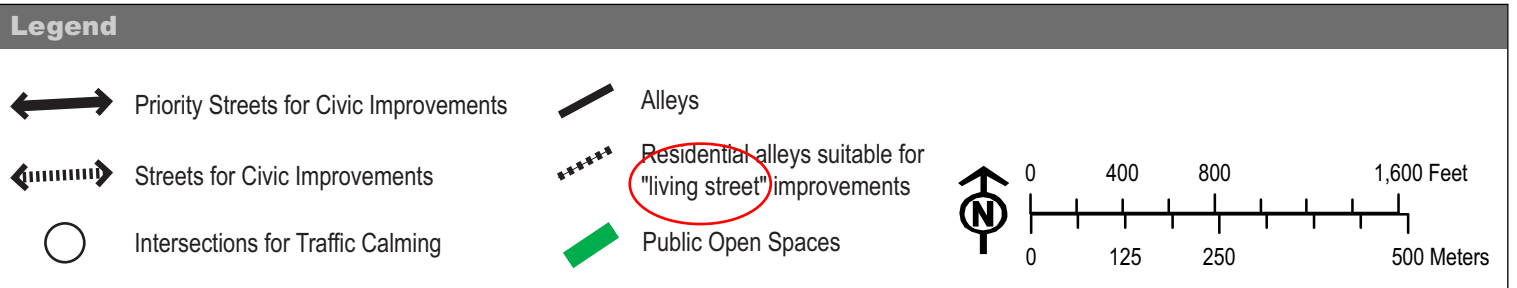 Legend
Priority Streets for Civic Improvements
Streets for Civic Improvements
Intersections for Traffic Calming
Alleys
Residential alleys suitable for
"living street" improvements
Public Open Spaces
N
0 400 800 1,600 Feet
0 125 250 500 Meters